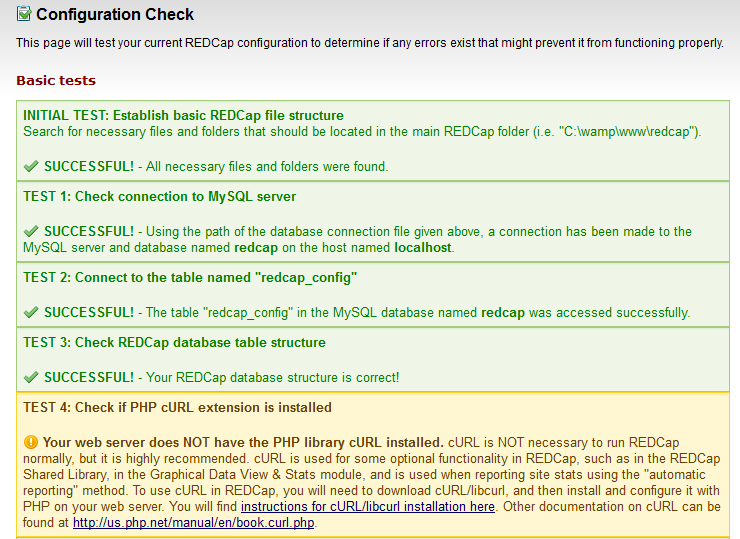 Configuration Check
This page will test your current REDCap configuration to determine if any errors exist that might prevent it from functioning properly.
Basic tests
INITIAL TEST: Establish basic REDCap file structure
Search for necessary files and folders that should be located in the main REDCap folder (i.e. "C:\wamp\www\redcap").
SUCCESSFUL! - All necessary files and folders were found.
TEST 1: Check connection to MySQL server
SUCCESSFUL! - Using the path of the database connection file given above, a connection has been made to the
MySQL server and database named redcap on the host named localhost.
TEST 2: Connect to the table named "redcap_config"
SUCCESSFUL! - The table "redcap_config" in the MySQL database named redcap was accessed successfully.
TEST 3: Check REDCap database table structure
SUCCESSFUL! - Your REDCap database structure is correct!
TEST 4: Check if PHP cURL extension is installed
Your web server does NOT have the PHP library cURL installed. cURL is NOT necessary to run REDCap
normally, but it is highly recommended. cURL is used for some optional functionality in REDCap, such as in the REDCap
Shared Library, in the Graphical Data View & Stats module, and is used when reporting site stats using the "automatic
reporting" method. To use cURL in REDCap, you will need to download cURL/libcurl, and then install and configure it with
PHP on your web server. You will find instructions for cURL/libcurl installation here. Other documentation on cURL can be
found at http://us.php.net/manual/en/book.curl.php.